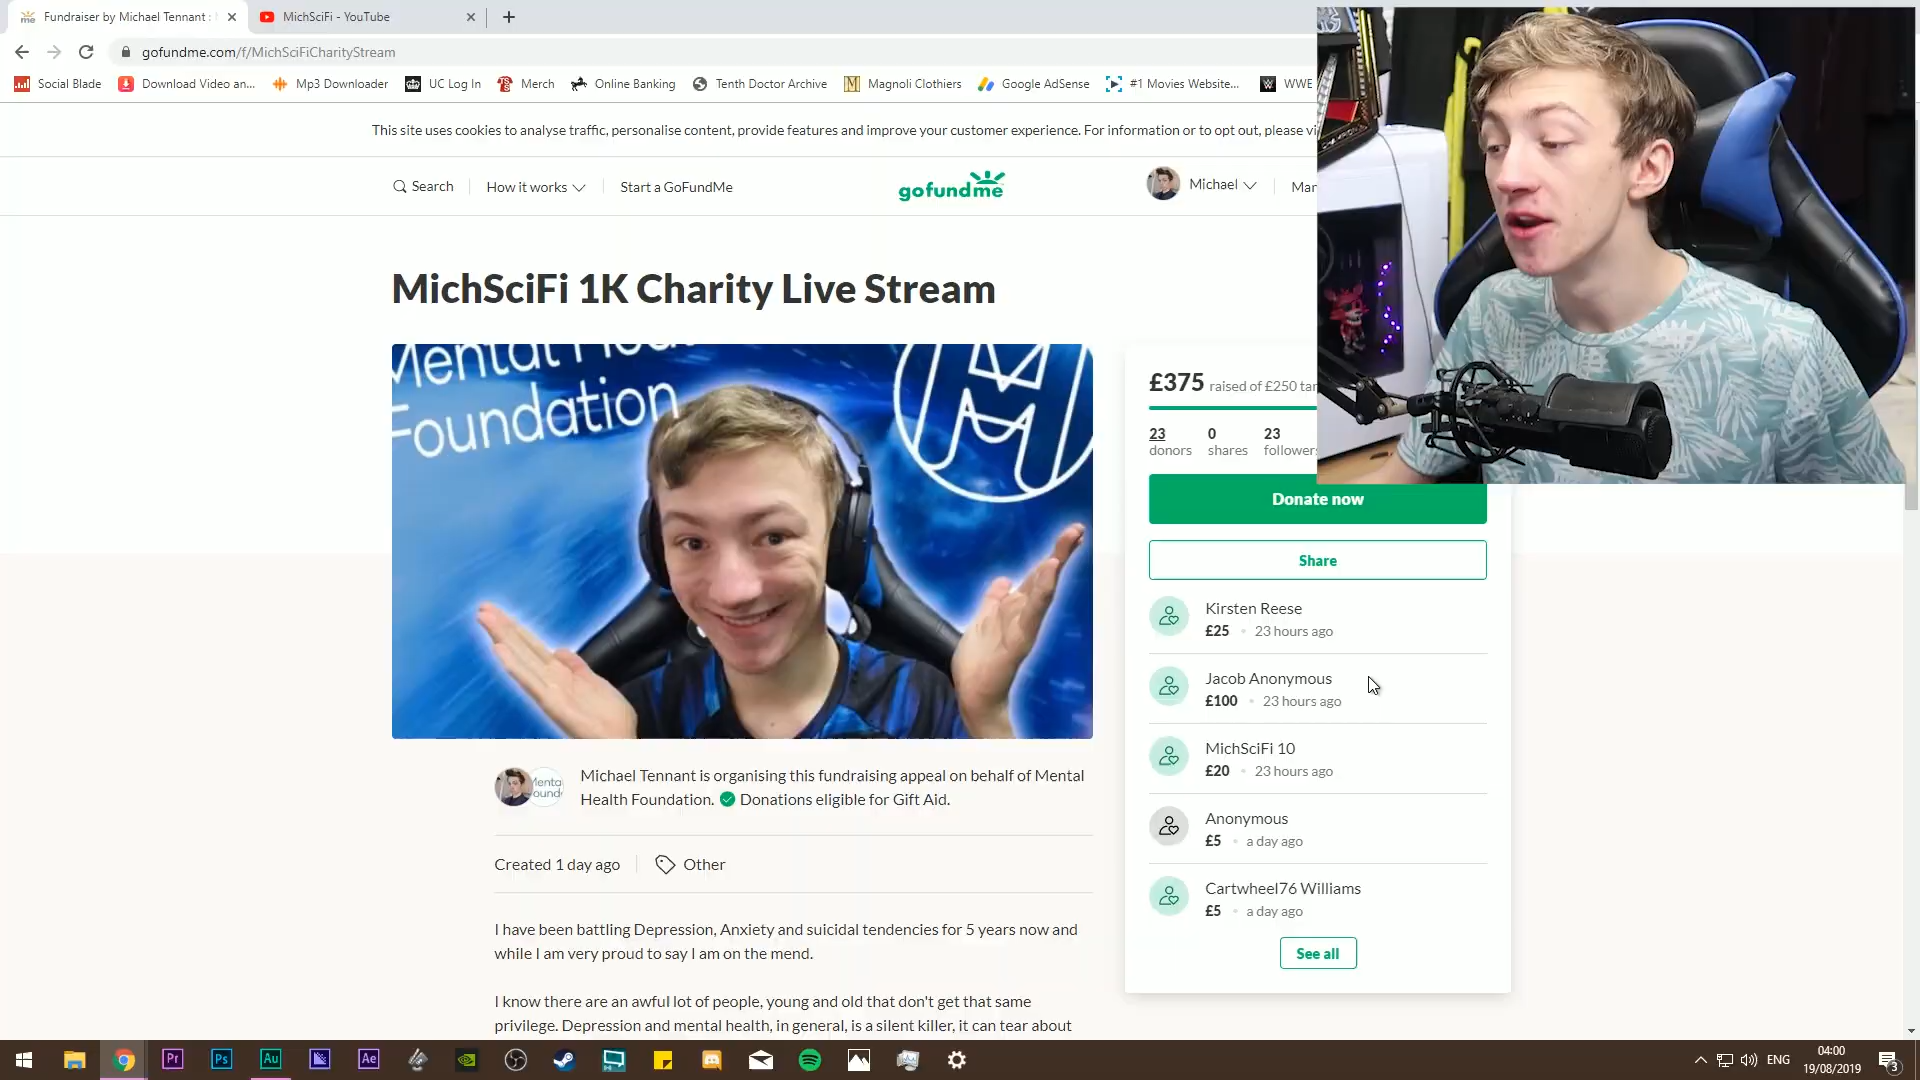 Fundraiser by Michael Tennant :
MichSciFi - YouTube
gofundme.com/f/MichSciFiCharityStream
Social Blade
Download Video an...
Mp3 Downloader
UC Log In
Merch
Online Banking
Tenth Doctor Archive
Magnoli Clothiers
Google AdSense
#1 Movies Website...
WWE
This site uses cookies to analyse traffic, personalise content, provide features and improve your customer experience. For information or to opt out, please vi
Search
How it works
Start a GoFundMe
gofundme
Michael
Mar
MichSciFi 1K Charity Live Stream
Mental Hea
Foundation
£375 raised of £250 tar
23 donors
0 shares
23 followers
Donate now
Share
Kirsten Reese
£25 • 23 hours ago
Jacob Anonymous
£100 • 23 hours ago
MichSciFi 10
£20 • 23 hours ago
Anonymous
£5 • a day ago
Cartwheel76 Williams
£5 • a day ago
See all
Michael Tennant is organising this fundraising appeal on behalf of Mental
Health Foundation. Donations eligible for Gift Aid.
Created 1 day ago
Other
I have been battling Depression, Anxiety and suicidal tendencies for 5 years now and
while I am very proud to say I am on the mend.
I know there are an awful lot of people, young and old that don't get that same
privilege. Depression and mental health, in general, is a silent killer, it can tear about
Pr
Ps
Au
Ae
ENG
04:00
19/08/2019
3